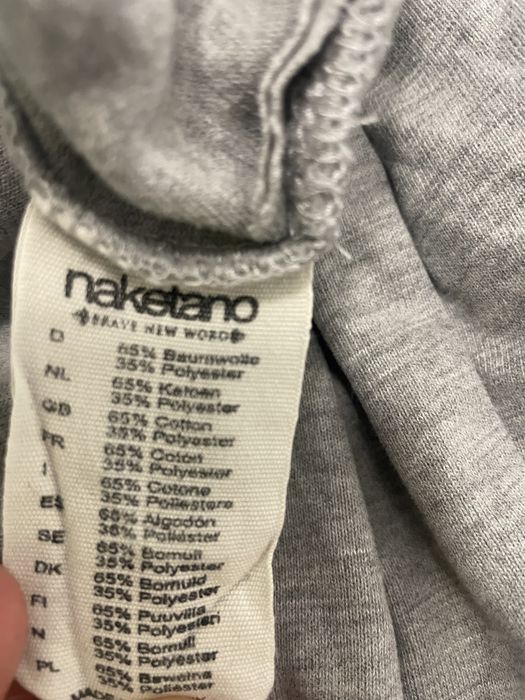 naketano
BRAVE NEW WORD
D 65% Baumwolle
35% Polyester
NL 65% Katoen
35% Polyester
GB 65% Cotton
35% Polyester
FR 65% Coton
35% Polyester
I 65% Cotone
35% Poliestere
ES 65% Algodón
35% Poliéster
SE 65% Bomull
35% Polyester
DK 65% Bomuld
35% Polyester
FI 65% Puuvilla
35% Polyesteri
N 65% Bomull
35% Polyester
PL 65% Bawełna
35% Poliester
MADE